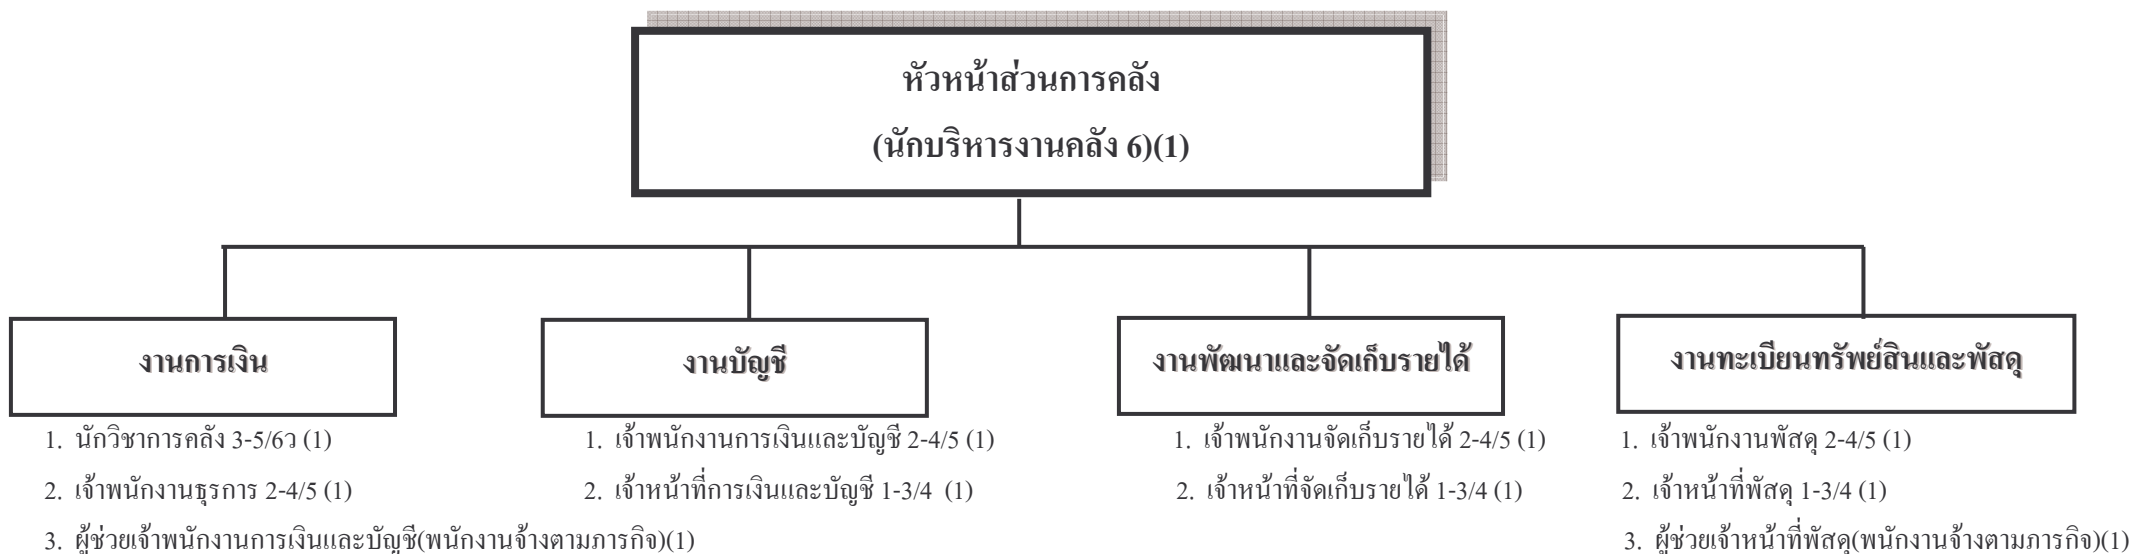 หัวหน้าส่วนการคลัง
(นักบริหารงานคลัง 6)(1)
งานการเงิน
1. นักวิชาการคลัง 3-5/6ว (1)
2. เจ้าพนักงานธุรการ 2-4/5 (1)
3. ผู้ช่วยเจ้าพนักงานการเงินและบัญชี(พนักงานจ้างตามภารกิจ)(1)
งานบัญชี
1. เจ้าพนักงานการเงินและบัญชี 2-4/5 (1)
2. เจ้าหน้าที่การเงินและบัญชี 1-3/4 (1)
งานพัฒนาและจัดเก็บรายได้
1. เจ้าพนักงานจัดเก็บรายได้ 2-4/5 (1)
2. เจ้าหน้าที่จัดเก็บรายได้ 1-3/4 (1)
งานทะเบียนทรัพย์สินและพัสดุ
1. เจ้าพนักงานพัสดุ 2-4/5 (1)
2. เจ้าหน้าที่พัสดุ 1-3/4 (1)
3. ผู้ช่วยเจ้าหน้าที่พัสดุ(พนักงานจ้างตามภารกิจ)(1)